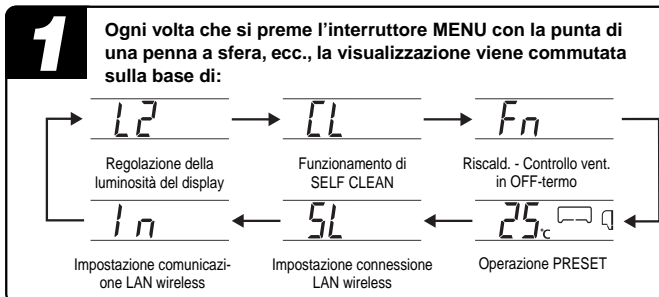 1
Ogni volta che si preme l’interruttore MENU con la punta di
una penna a sfera, ecc., la visualizzazione viene commutata
sulla base di:
L2
CL
Fn
Regolazione della
luminosità del display
Funzionamento di
SELF CLEAN
Riscald. - Controllo vent.
in OFF-termo
In
SL
25°C
Impostazione comunicazi-
one LAN wireless
Impostazione connessione
LAN wireless
Operazione PRESET